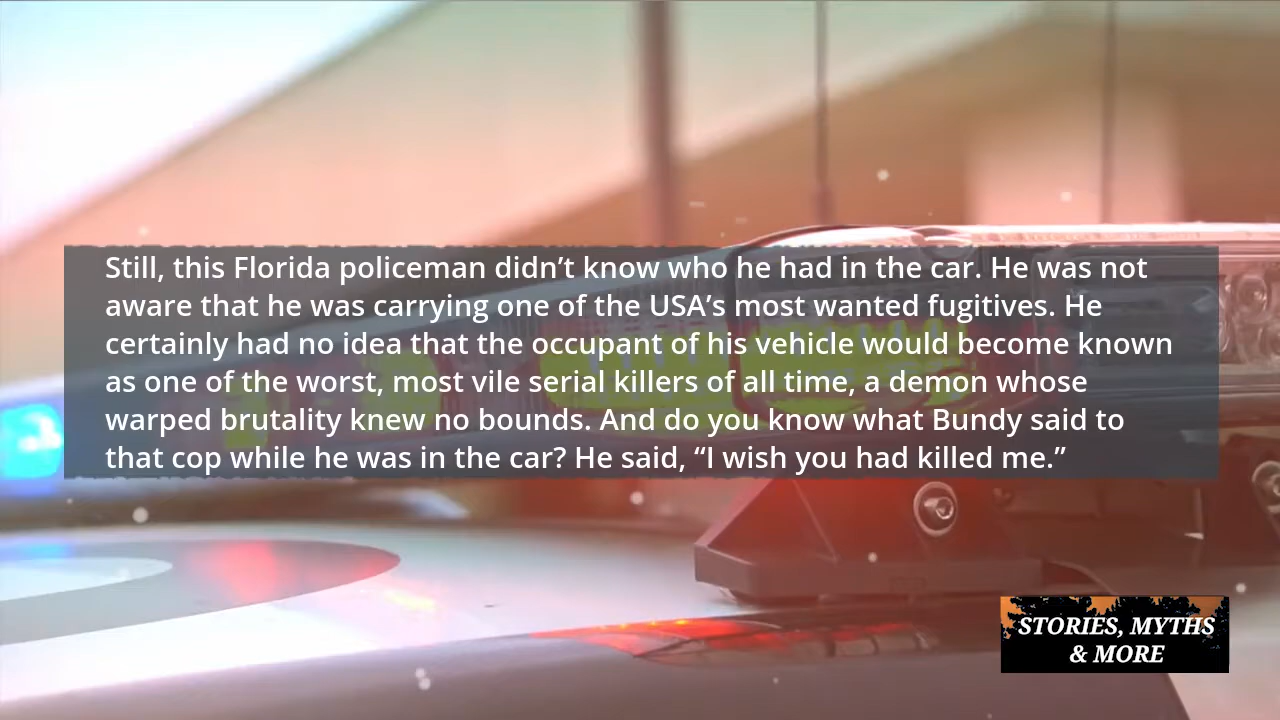 Still, this Florida policeman didn’t know who he had in the car. He was not
aware that he was carrying one of the USA’s most wanted fugitives. He
certainly had no idea that the occupant of his vehicle would become known
as one of the worst, most vile serial killers of all time, a demon whose
warped brutality knew no bounds. And do you know what Bundy said to
that cop while he was in the car? He said, “I wish you had killed me.”
STORIES, MYTHS
& MORE